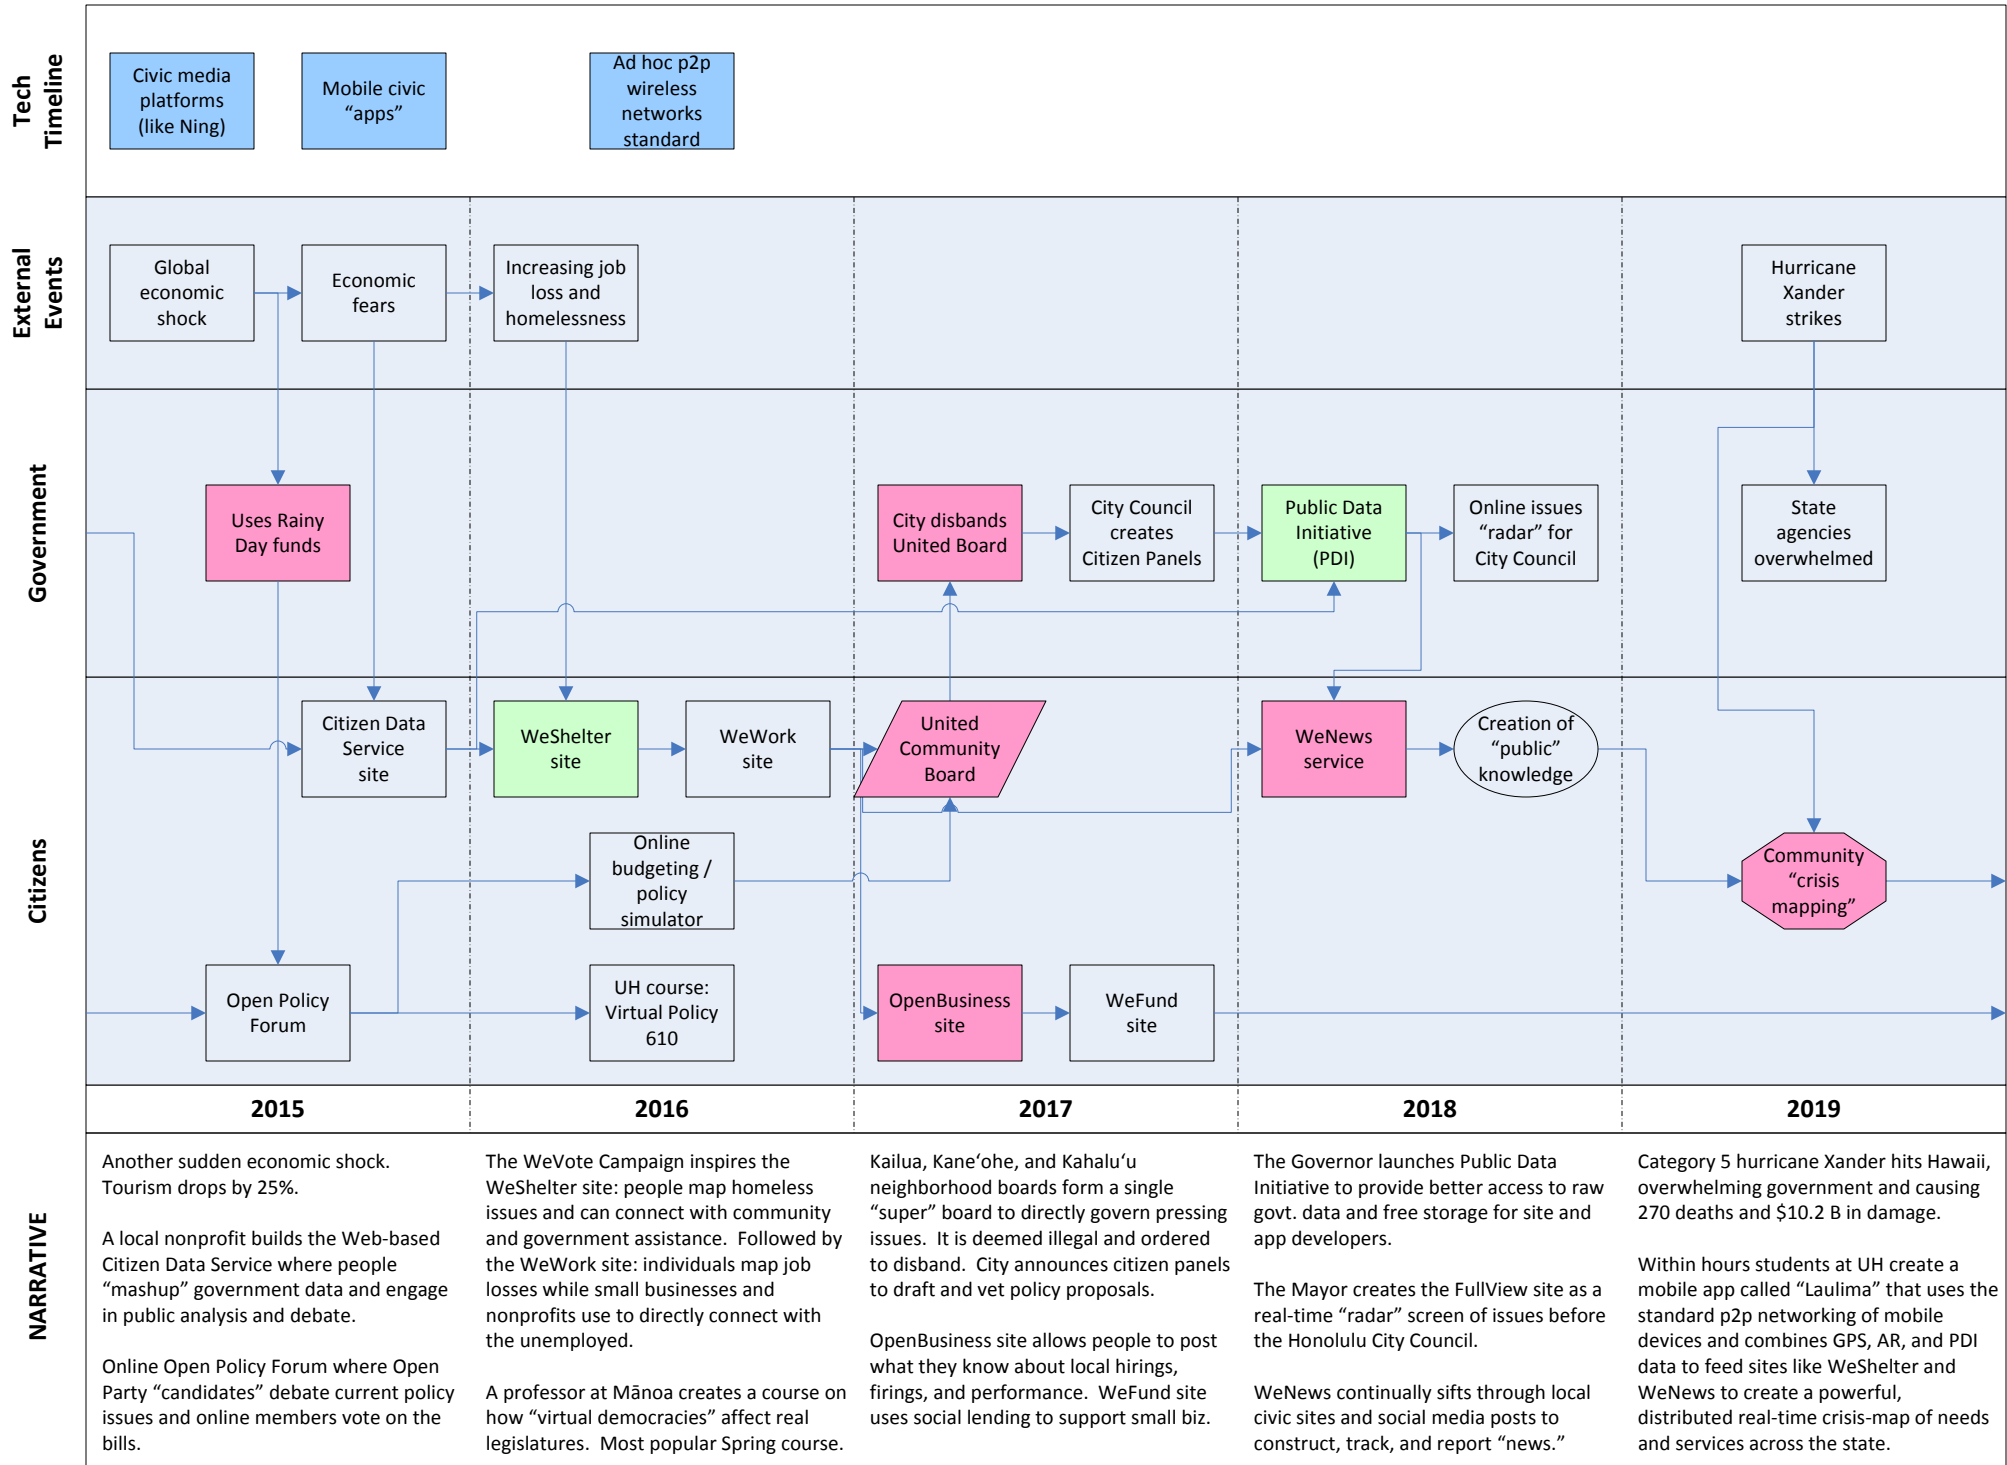 Tech
Timeline
Civic media
platforms
(like Ning)
Mobile civic
“apps”
Ad hoc p2p
wireless
networks
standard
External
Events
Global
economic
shock
Economic
fears
Increasing job
loss and
homelessness
Hurricane
Xander
strikes
Government
Uses Rainy
Day funds
City disbands
United Board
City Council
creates
Citizen Panels
Public Data
Initiative
(PDI)
Online issues
“radar” for
City Council
State
agencies
overwhelmed
Citizens
Citizen Data
Service
site
WeShelter
site
WeWork
site
United
Community
Board
WeNews
service
Creation of
“public”
knowledge
Online
budgeting /
policy
simulator
Community
“crisis
mapping”
Open Policy
Forum
UH course:
Virtual Policy
610
OpenBusiness
site
WeFund
site
2015
2016
2017
2018
2019
NARRATIVE
Another sudden economic shock.
Tourism drops by 25%.
A local nonprofit builds the Web-based
Citizen Data Service where people
“mashup” government data and engage
in public analysis and debate.
Online Open Policy Forum where Open
Party “candidates” debate current policy
issues and online members vote on the
bills.
The WeVote Campaign inspires the
WeShelter site: people map homeless
issues and can connect with community
and government assistance.  Followed by
the WeWork site: individuals map job
losses while small businesses and
nonprofits use to directly connect with
the unemployed.
A professor at Mānoa creates a course on
how “virtual democracies” affect real
legislatures.  Most popular Spring course.
Kailua, Kane‘ohe, and Kahalu‘u
neighborhood boards form a single
“super” board to directly govern pressing
issues.  It is deemed illegal and ordered
to disband.  City announces citizen panels
to draft and vet policy proposals.
OpenBusiness site allows people to post
what they know about local hirings,
firings, and performance.  WeFund site
uses social lending to support small biz.
The Governor launches Public Data
Initiative to provide better access to raw
govt. data and free storage for site and
app developers.
The Mayor creates the FullView site as a
real-time “radar” screen of issues before
the Honolulu City Council.
WeNews continually sifts through local
civic sites and social media posts to
construct, track, and report “news.”
Category 5 hurricane Xander hits Hawaii,
overwhelming government and causing
270 deaths and $10.2 B in damage.
Within hours students at UH create a
mobile app called “Laulima” that uses the
standard p2p networking of mobile
devices and combines GPS, AR, and PDI
data to feed sites like WeShelter and
WeNews to create a powerful,
distributed real-time crisis-map of needs
and services across the state.